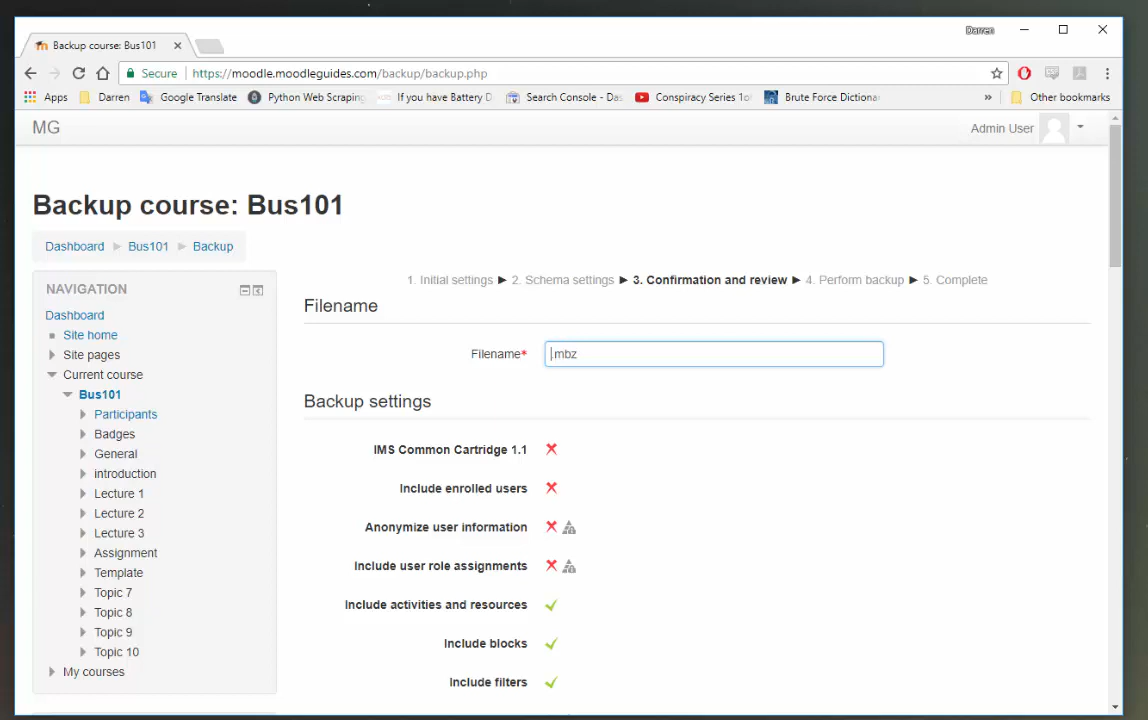 Backup course: Bus101
Darren
Secure https://moodle.moodleguides.com/backup/backup.php
Apps Darren Google Translate Python Web Scraping If you have Battery D Search Console - Das Conspiracy Series 1o Brute Force Dictionar » Other bookmarks
MG
Admin User
Backup course: Bus101
Dashboard Bus101 Backup
NAVIGATION
Dashboard
Site home
Site pages
Current course
Bus101
Participants
Badges
General
introduction
Lecture 1
Lecture 2
Lecture 3
Assignment
Template
Topic 7
Topic 8
Topic 9
Topic 10
My courses
1. Initial settings ► 2. Schema settings ► 3. Confirmation and review ► 4. Perform backup ► 5. Complete
Filename
Filename* .mbz
Backup settings
IMS Common Cartridge 1.1
Include enrolled users
Anonymize user information
Include user role assignments
Include activities and resources
Include blocks
Include filters